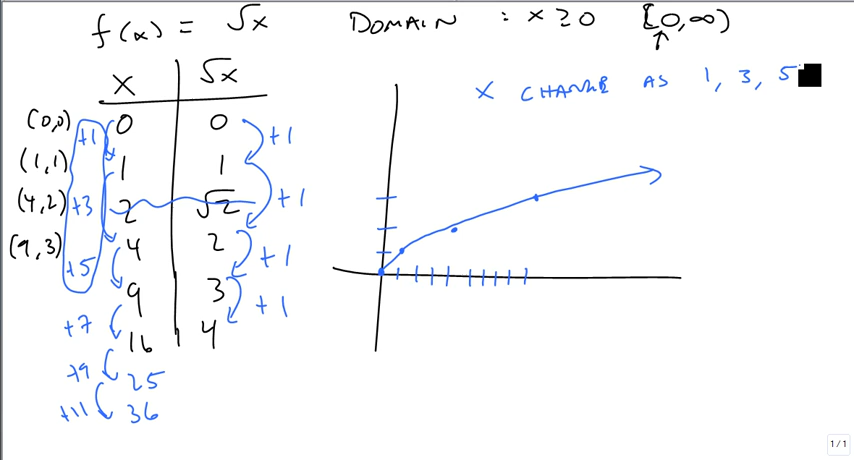 f(x) = √x   DOMAIN : x ≥ 0   [0,∞)
↑
X CHANGE AS 1, 3, 5
x | √x
(0,0) +1 0 | 0 +1
(1,1) 1 | 1
(4,2) +3 2 | √2 +1
(9,3) 4 | 2 +1
+5 9 | 3 +1
+7 16 | 4
+9 25
+11 36
1 / 1